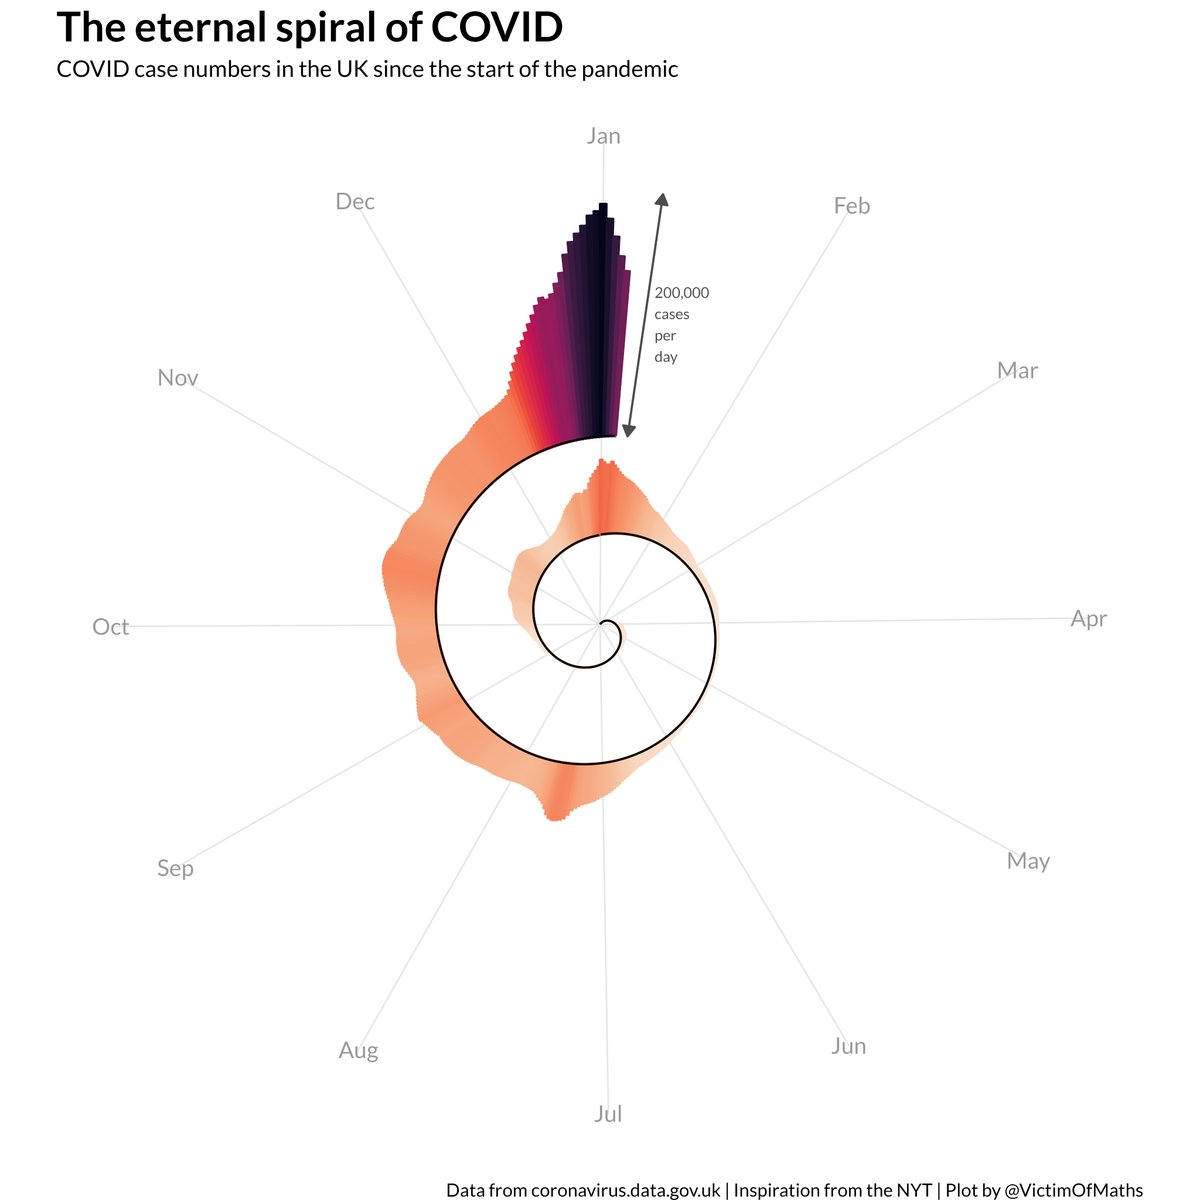 The eternal spiral of COVID
COVID case numbers in the UK since the start of the pandemic
Jan
Dec
Feb
200,000
cases
per
day
Nov
Mar
Oct
Apr
Sep
May
Aug
Jun
Jul
Data from coronavirus.data.gov.uk | Inspiration from the NYT | Plot by @VictimOfMaths